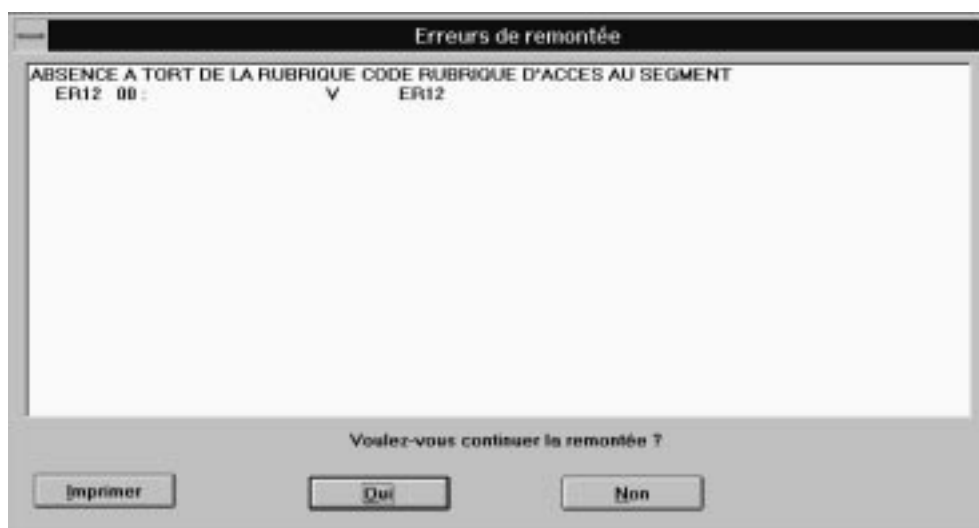 Erreurs de remontée
ABSENCE A TORT DE LA RUBRIQUE CODE RUBRIQUE D'ACCES AU SEGMENT
ER12 00 : V ER12
Voulez-vous continuer la remontée ?
Imprimer Oui Non